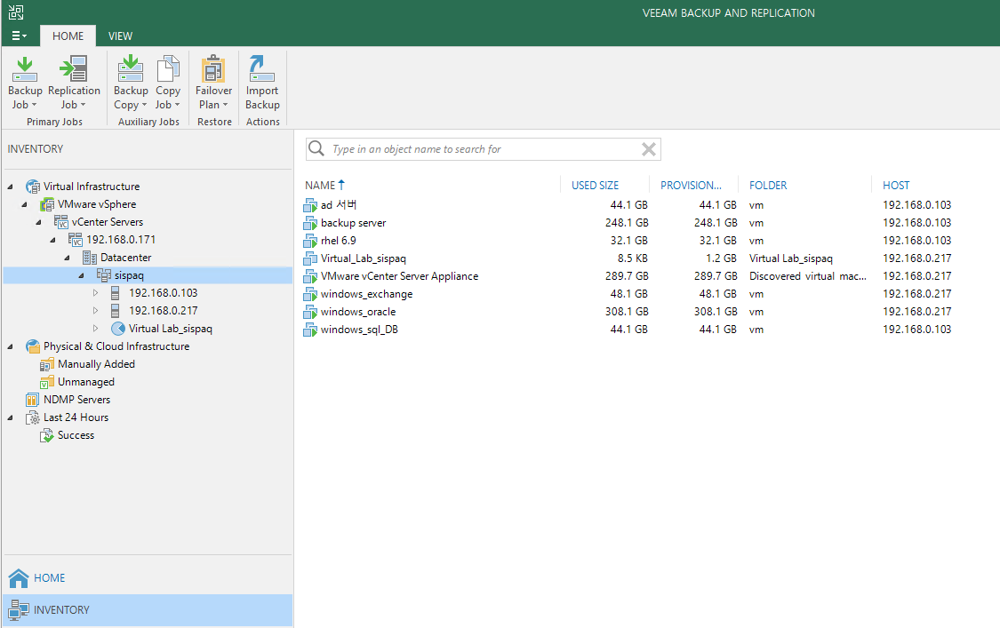 VEEAM BACKUP AND REPLICATION
HOME VIEW
Backup Job Replication Job Backup Copy Copy Job Failover Plan Import Backup
Primary Jobs Auxiliary Jobs Restore Actions
INVENTORY
Virtual Infrastructure
VMware vSphere
vCenter Servers
192.168.0.171
Datacenter
sispaq
192.168.0.103
192.168.0.217
Virtual Lab_sispaq
Physical & Cloud Infrastructure
Manually Added
Unmanaged
NDMP Servers
Last 24 Hours
Success
HOME
INVENTORY
Type in an object name to search for
NAME USED SIZE PROVISION... FOLDER HOST
ad 서버 44.1 GB 44.1 GB vm 192.168.0.103
backup server 248.1 GB 248.1 GB vm 192.168.0.103
rhel 6.9 32.1 GB 32.1 GB vm 192.168.0.103
Virtual_Lab_sispaq 8.5 KB 1.2 GB Virtual Lab_sispaq 192.168.0.217
VMware vCenter Server Appliance 289.7 GB 289.7 GB Discovered virtual mac... 192.168.0.217
windows_exchange 48.1 GB 48.1 GB vm 192.168.0.217
windows_oracle 308.1 GB 308.1 GB vm 192.168.0.217
windows_sql_DB 44.1 GB 44.1 GB vm 192.168.0.103